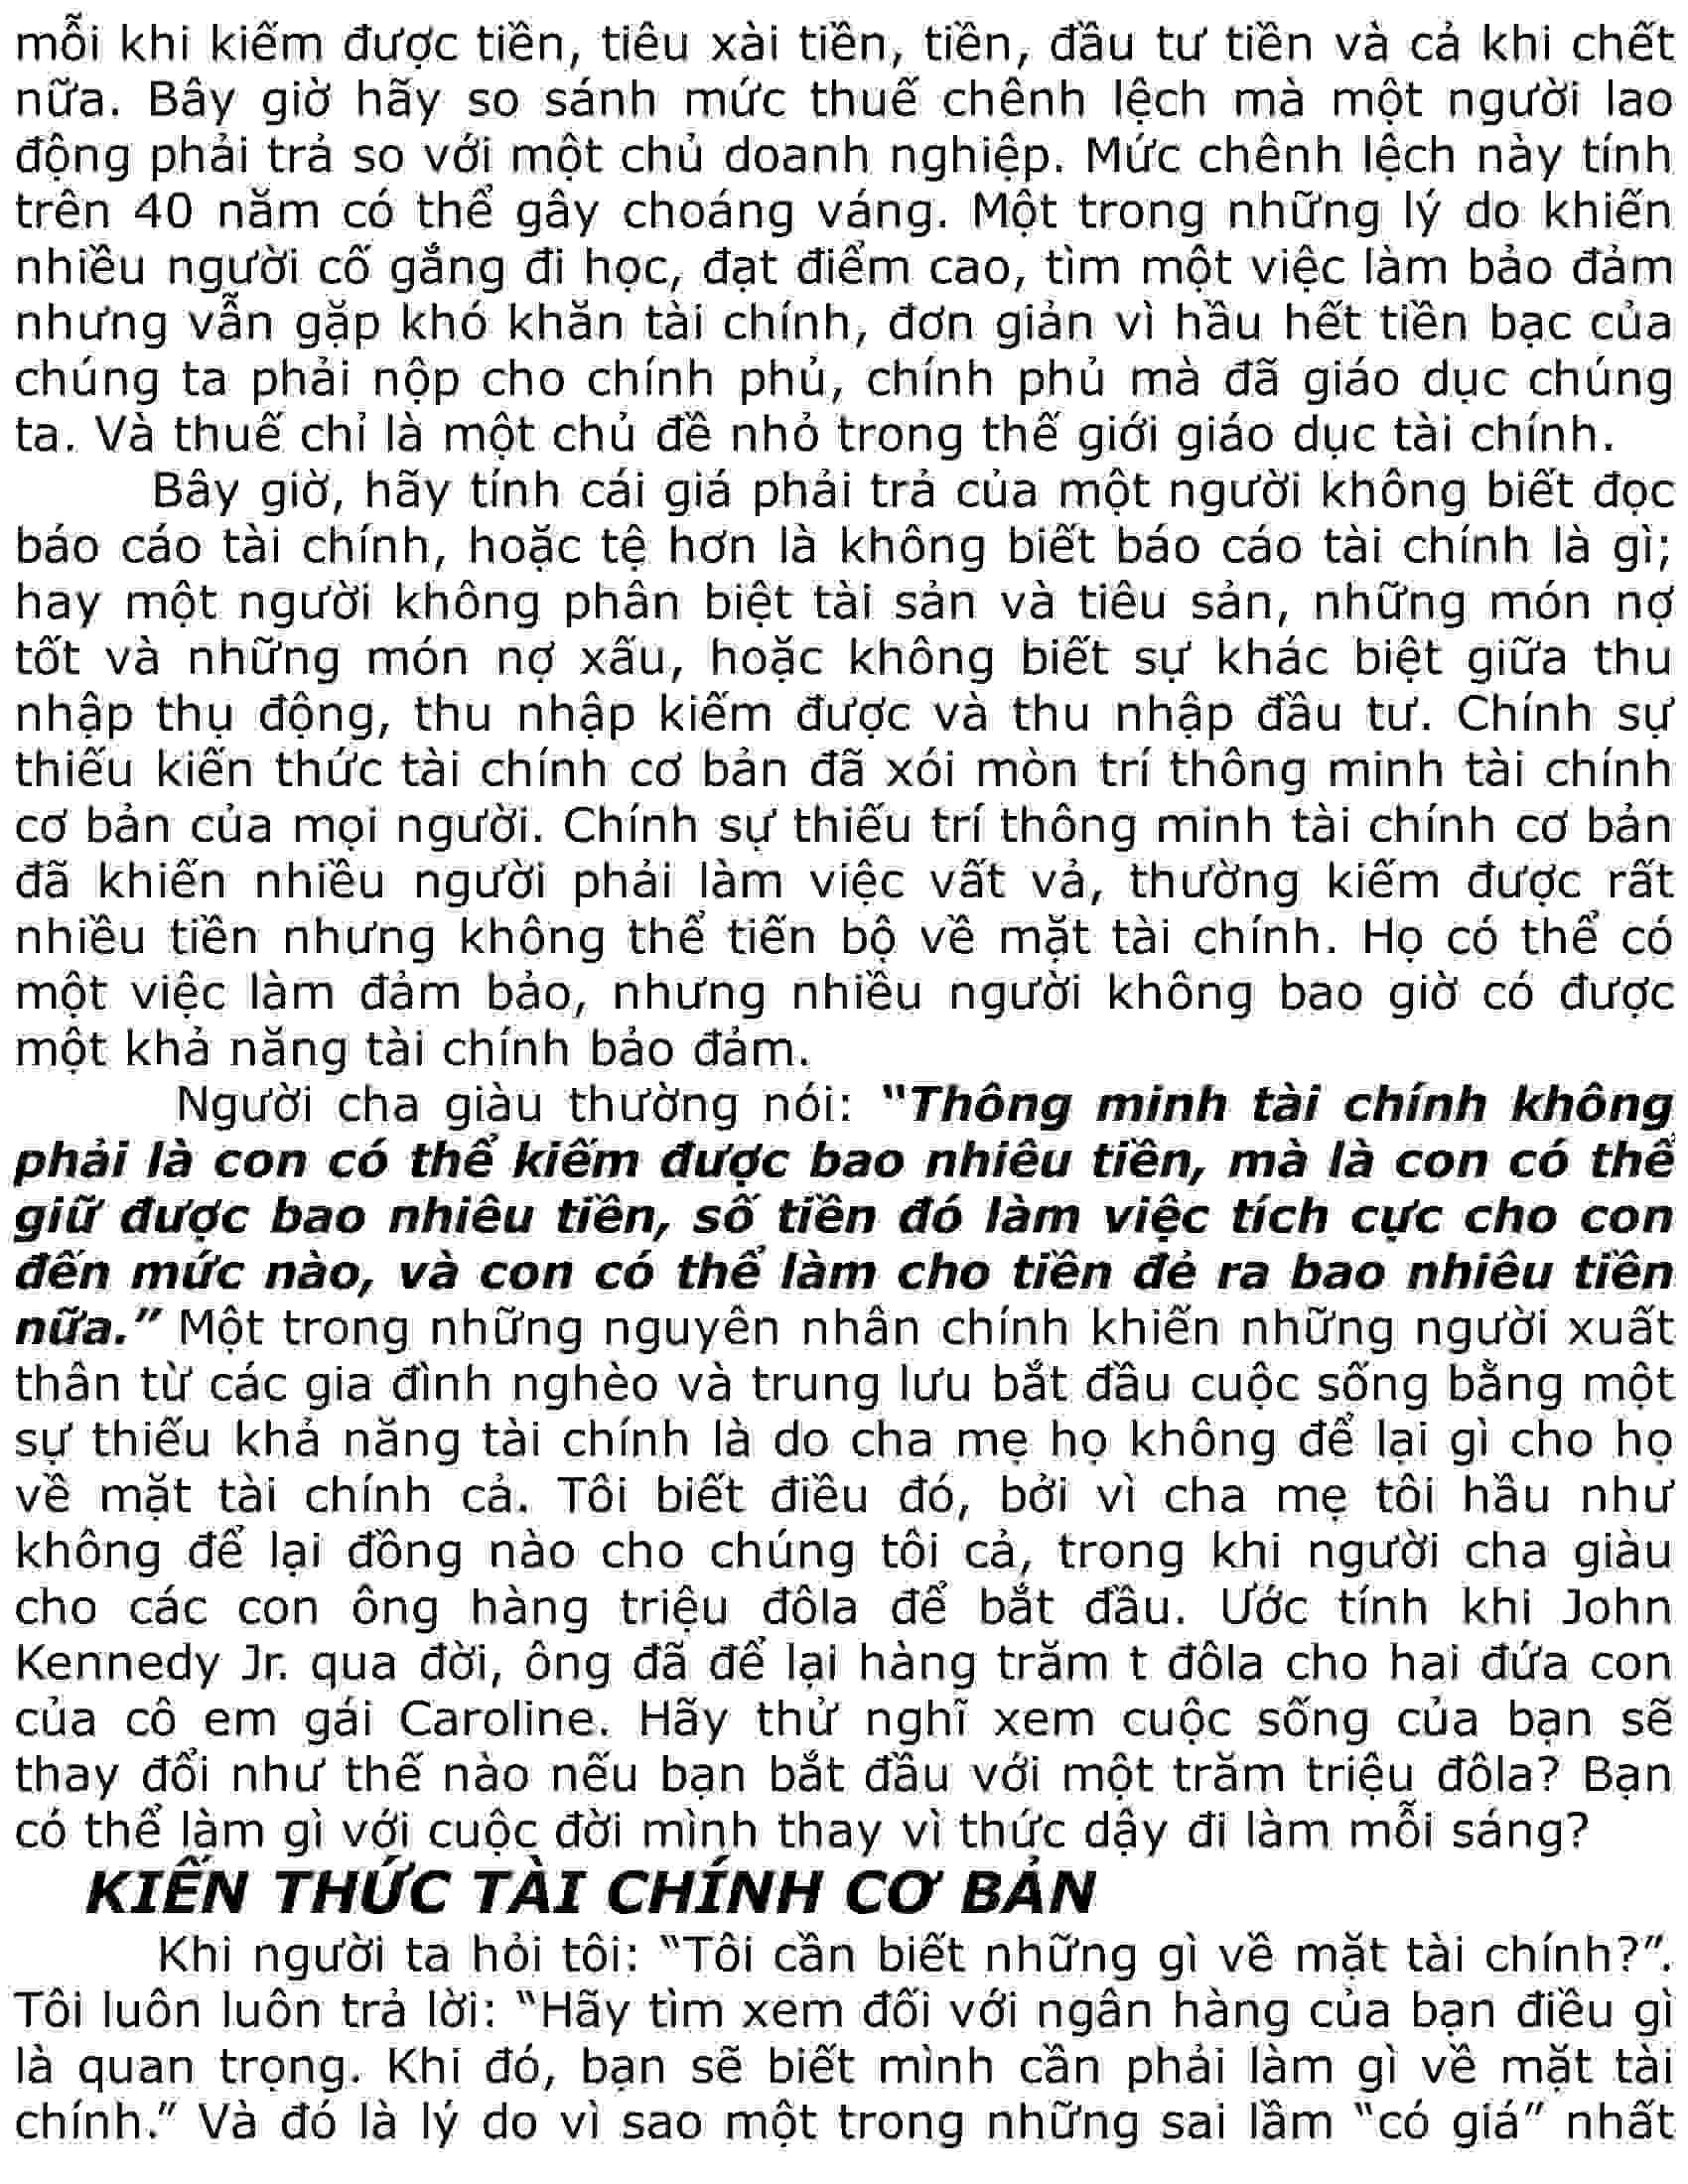 mỗi khi kiếm được tiền, tiêu xài tiền, tiền, đầu tư tiền và cả khi chết
nữa. Bây giờ hãy so sánh mức thuế chênh lệch mà một người lao
động phải trả so với một chủ doanh nghiệp. Mức chênh lệch này tính
trên 40 năm có thể gây choáng váng. Một trong những lý do khiến
nhiều người cố gắng đi học, đạt điểm cao, tìm một việc làm bảo đảm
nhưng vẫn gặp khó khăn tài chính, đơn giản vì hầu hết tiền bạc của
chúng ta phải nộp cho chính phủ, chính phủ mà đã giáo dục chúng
ta. Và thuế chỉ là một chủ đề nhỏ trong thế giới giáo dục tài chính.
Bây giờ, hãy tính cái giá phải trả của một người không biết đọc
báo cáo tài chính, hoặc tệ hơn là không biết báo cáo tài chính là gì;
hay một người không phân biệt tài sản và tiêu sản, những món nợ
tốt và những món nợ xấu, hoặc không biết sự khác biệt giữa thu
nhập thụ động, thu nhập kiếm được và thu nhập đầu tư. Chính sự
thiếu kiến thức tài chính cơ bản đã xói mòn trí thông minh tài chính
cơ bản của mọi người. Chính sự thiếu trí thông minh tài chính cơ bản
đã khiến nhiều người phải làm việc vất vả, thường kiếm được rất
nhiều tiền nhưng không thể tiến bộ về mặt tài chính. Họ có thể có
một việc làm đảm bảo, nhưng nhiều người không bao giờ có được
một khả năng tài chính bảo đảm.
Người cha giàu thường nói: “Thông minh tài chính không
phải là con có thể kiếm được bao nhiêu tiền, mà là con có thể
giữ được bao nhiêu tiền, số tiền đó làm việc tích cực cho con
đến mức nào, và con có thể làm cho tiền đẻ ra bao nhiêu tiền
nữa.” Một trong những nguyên nhân chính khiến những người xuất
thân từ các gia đình nghèo và trung lưu bắt đầu cuộc sống bằng một
sự thiếu khả năng tài chính là do cha mẹ họ không để lại gì cho họ
về mặt tài chính cả. Tôi biết điều đó, bởi vì cha mẹ tôi hầu như
không để lại đồng nào cho chúng tôi cả, trong khi người cha giàu
cho các con ông hàng triệu đôla để bắt đầu. Ước tính khi John
Kennedy Jr. qua đời, ông đã để lại hàng trăm t đôla cho hai đứa con
của cô em gái Caroline. Hãy thử nghĩ xem cuộc sống của bạn sẽ
thay đổi như thế nào nếu bạn bắt đầu với một trăm triệu đôla? Bạn
có thể làm gì với cuộc đời mình thay vì thức dậy đi làm mỗi sáng?
KIẾN THỨC TÀI CHÍNH CƠ BẢN
Khi người ta hỏi tôi: “Tôi cần biết những gì về mặt tài chính?”.
Tôi luôn luôn trả lời: “Hãy tìm xem đối với ngân hàng của bạn điều gì
là quan trọng. Khi đó, bạn sẽ biết mình cần phải làm gì về mặt tài
chính.” Và đó là lý do vì sao một trong những sai lầm “có giá” nhất